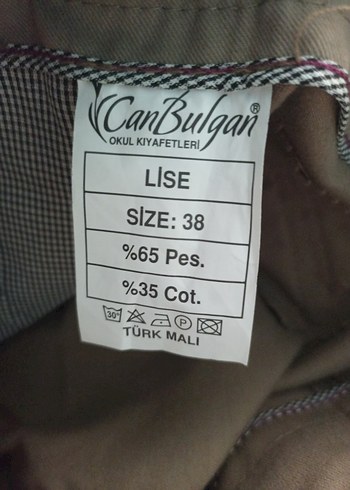 CanBulgan®
OKUL KIYAFETLERİ
LİSE
SİZE: 38
%65 Pes.
%35 Cot.
30° P
TÜRK MALI